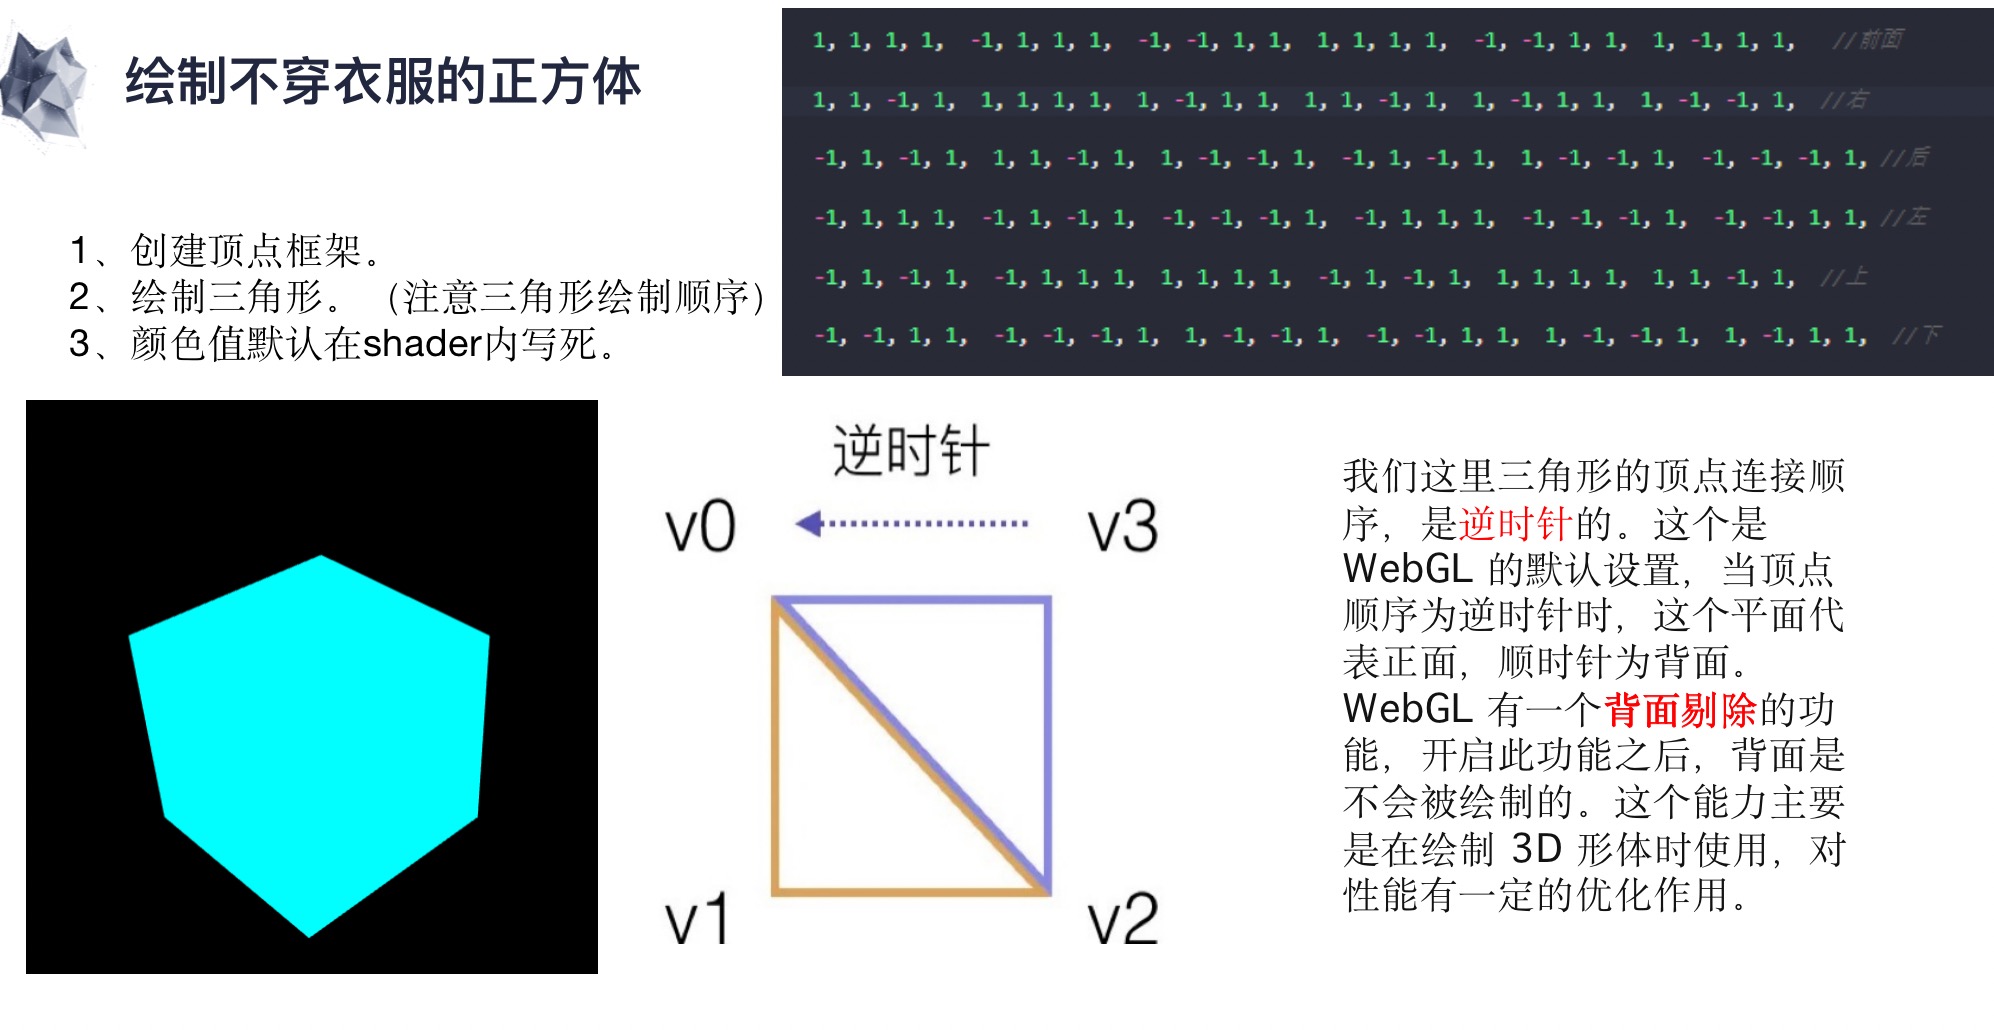 绘制不穿衣服的正方体
1、创建顶点框架。
2、绘制三角形。（注意三角形绘制顺序）
3、颜色值默认在shader内写死。
1, 1, 1, 1, -1, 1, 1, 1, -1, -1, 1, 1, 1, 1, 1, 1, -1, -1, 1, 1, 1, -1, 1, 1, //前面
1, 1, -1, 1, 1, 1, 1, 1, 1, -1, 1, 1, 1, 1, -1, 1, 1, -1, 1, 1, 1, -1, -1, 1, //右
-1, 1, -1, 1, 1, 1, -1, 1, 1, -1, -1, 1, -1, 1, -1, 1, 1, -1, -1, 1, -1, -1, -1, 1, //后
-1, 1, 1, 1, -1, 1, -1, 1, -1, -1, -1, 1, -1, 1, 1, 1, -1, -1, -1, 1, -1, -1, 1, 1, //左
-1, 1, -1, 1, -1, 1, 1, 1, 1, 1, 1, 1, -1, 1, -1, 1, 1, 1, 1, 1, 1, 1, -1, 1, //上
-1, -1, 1, 1, -1, -1, -1, 1, 1, -1, -1, 1, -1, -1, 1, 1, 1, -1, -1, 1, 1, -1, 1, 1, //下
逆时针
v0
v3
v1
v2
我们这里三角形的顶点连接顺
序，是逆时针的。这个是
WebGL 的默认设置，当顶点
顺序为逆时针时，这个平面代
表正面，顺时针为背面。
WebGL 有一个背面剔除的功
能，开启此功能之后，背面是
不会被绘制的。这个能力主要
是在绘制 3D 形体时使用，对
性能有一定的优化作用。